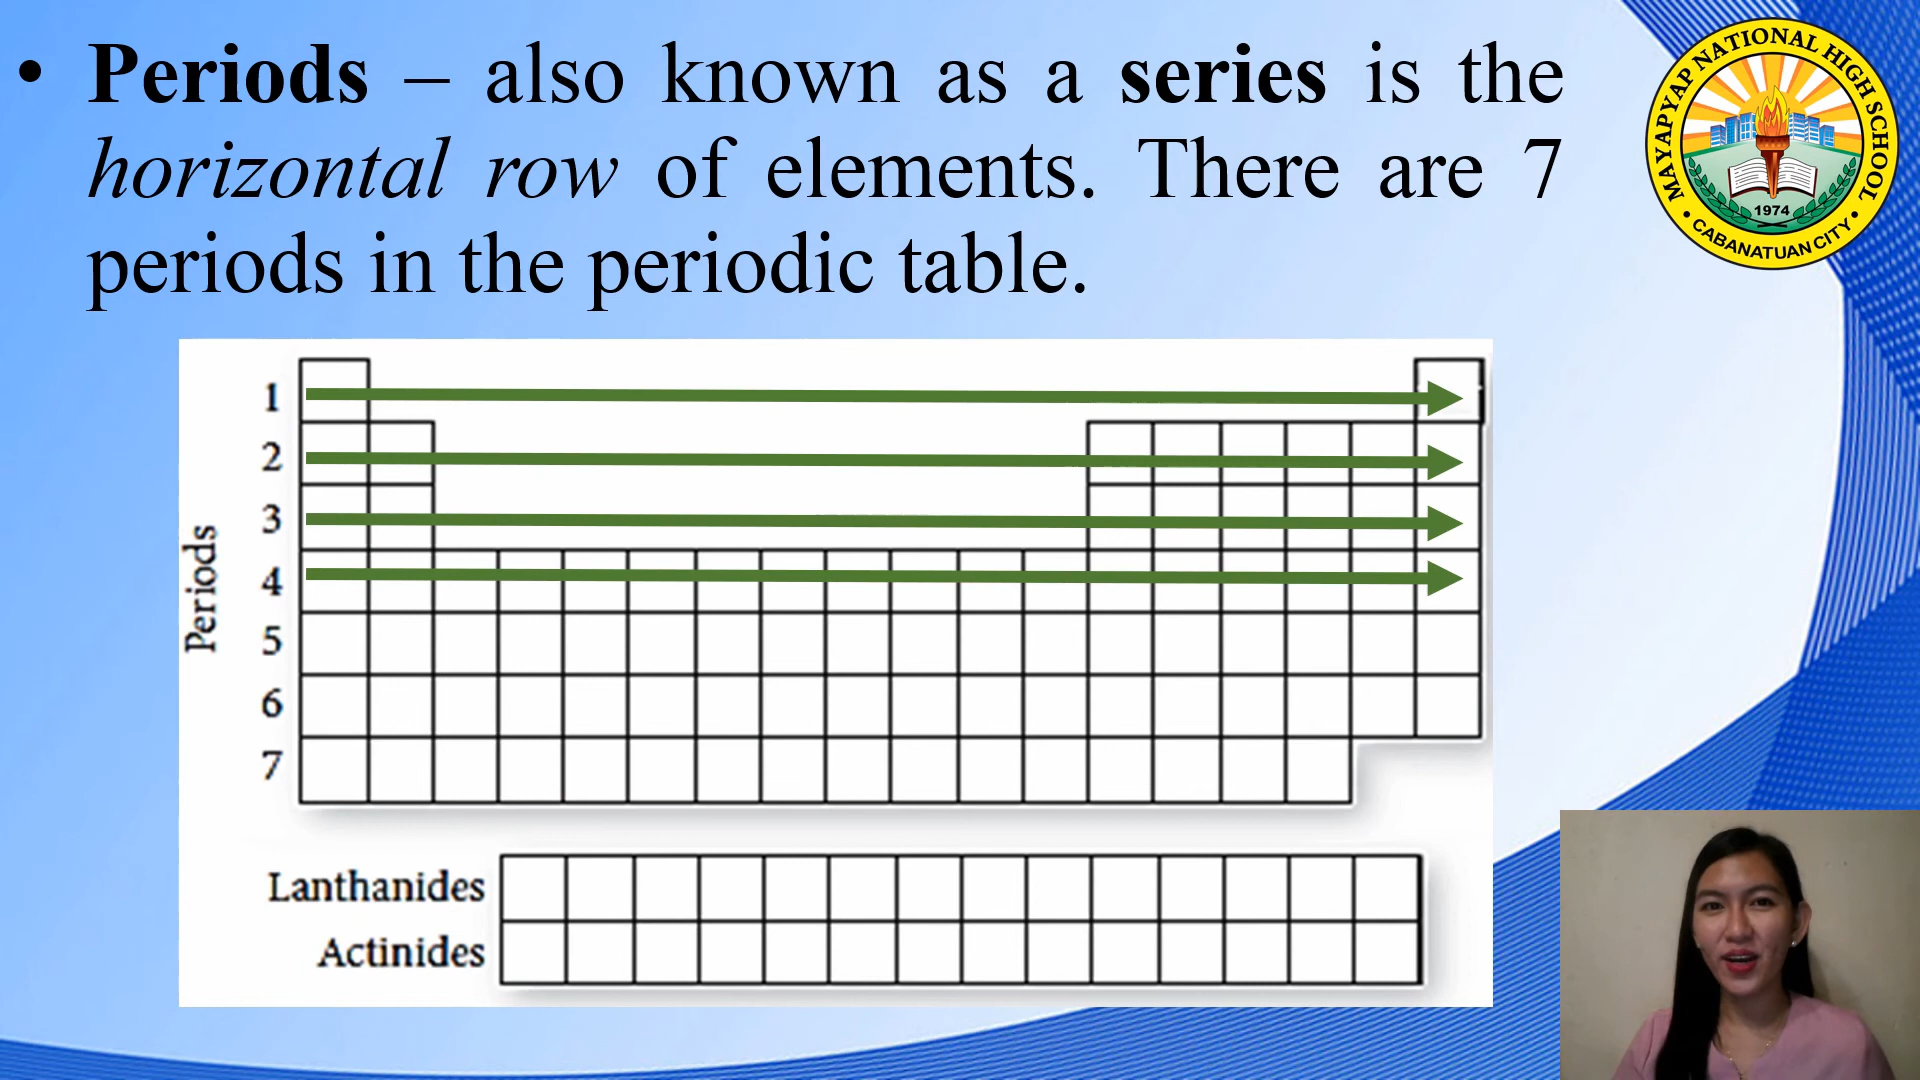 • Periods – also known as a series is the
horizontal row of elements. There are 7
periods in the periodic table.
MAYAPYAP NATIONAL HIGH SCHOOL
1974
• CABANATUAN CITY •
Periods
1
2
3
4
5
6
7
Lanthanides
Actinides